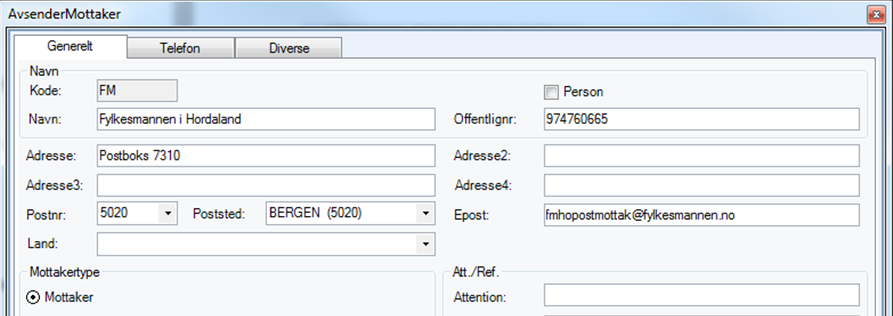 AvsenderMottaker
Generelt Telefon Diverse
Navn
Kode: FM Person
Navn: Fylkesmannen i Hordaland Offentlignr: 974760665
Adresse: Postboks 7310 Adresse2:
Adresse3: Adresse4:
Postnr: 5020 Poststed: BERGEN (5020) Epost: fmhopostmottak@fylkesmannen.no
Land:
Mottakertype Att./Ref.
Mottaker Attention: